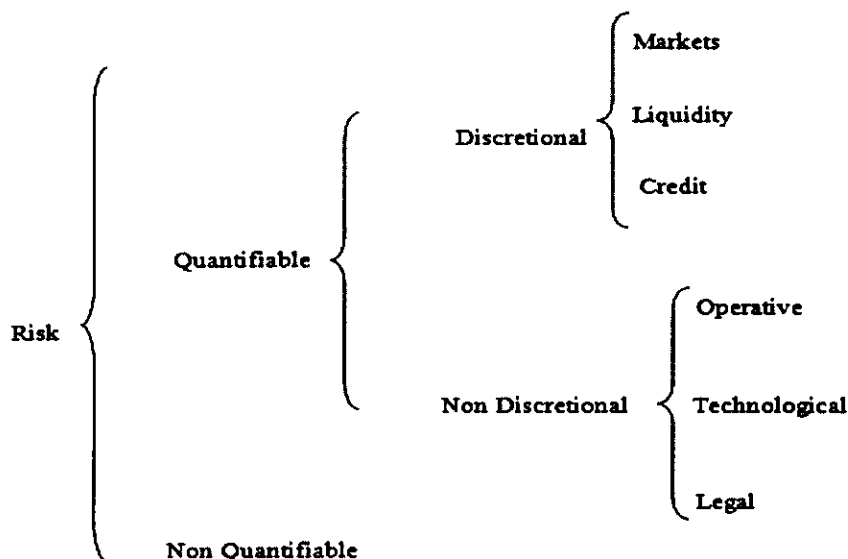 Markets
Liquidity
Discretional
Credit
Quantifiable
Operative
Risk
Non Discretional
Technological
Legal
Non Quantifiable